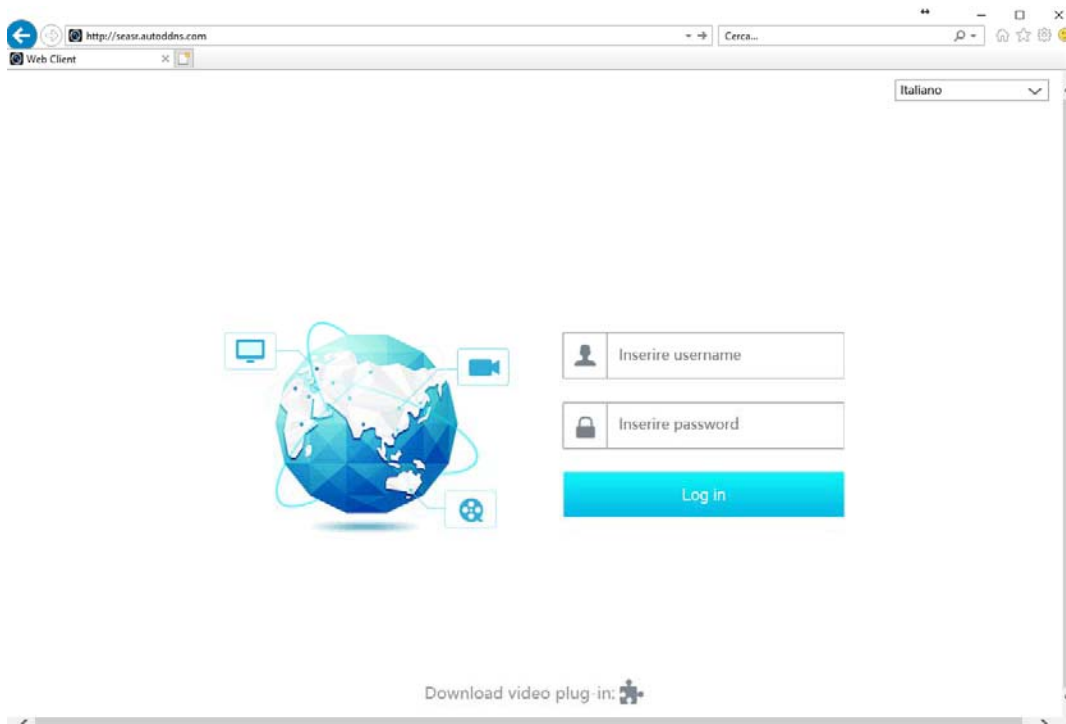 http://seasr.autoddns.com
Cerca...
Web Client
Italiano
Inserire username
Inserire password
Log in
Download video plug-in: